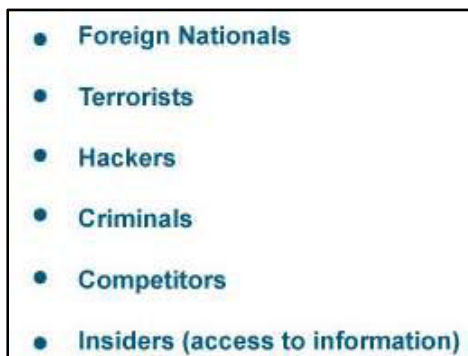 • Foreign Nationals
• Terrorists
• Hackers
• Criminals
• Competitors
• Insiders (access to information)